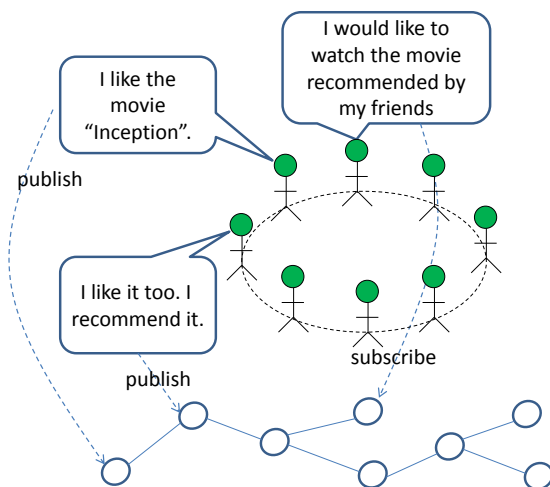 I would like to
watch the movie
recommended by
my friends
I like the
movie
“Inception”.
publish
I like it too. I
recommend it.
subscribe
publish